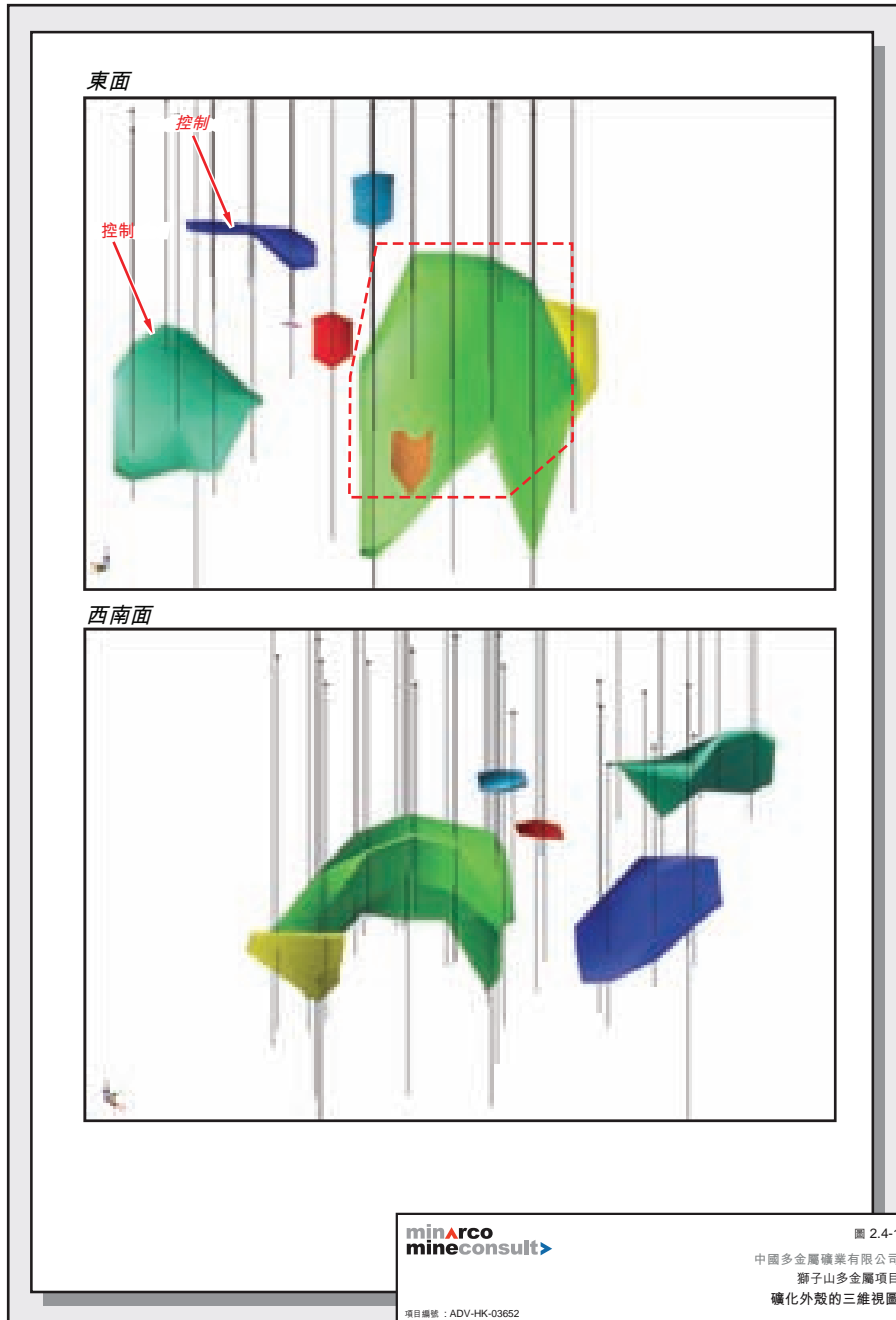 東面
控制
控制
西南面
minarco
mineconsult
圖 2.4-1
中國多金屬礦業有限公司
獅子山多金屬項目
礦化外殼的三維視圖
項目編號 : ADV-HK-03652